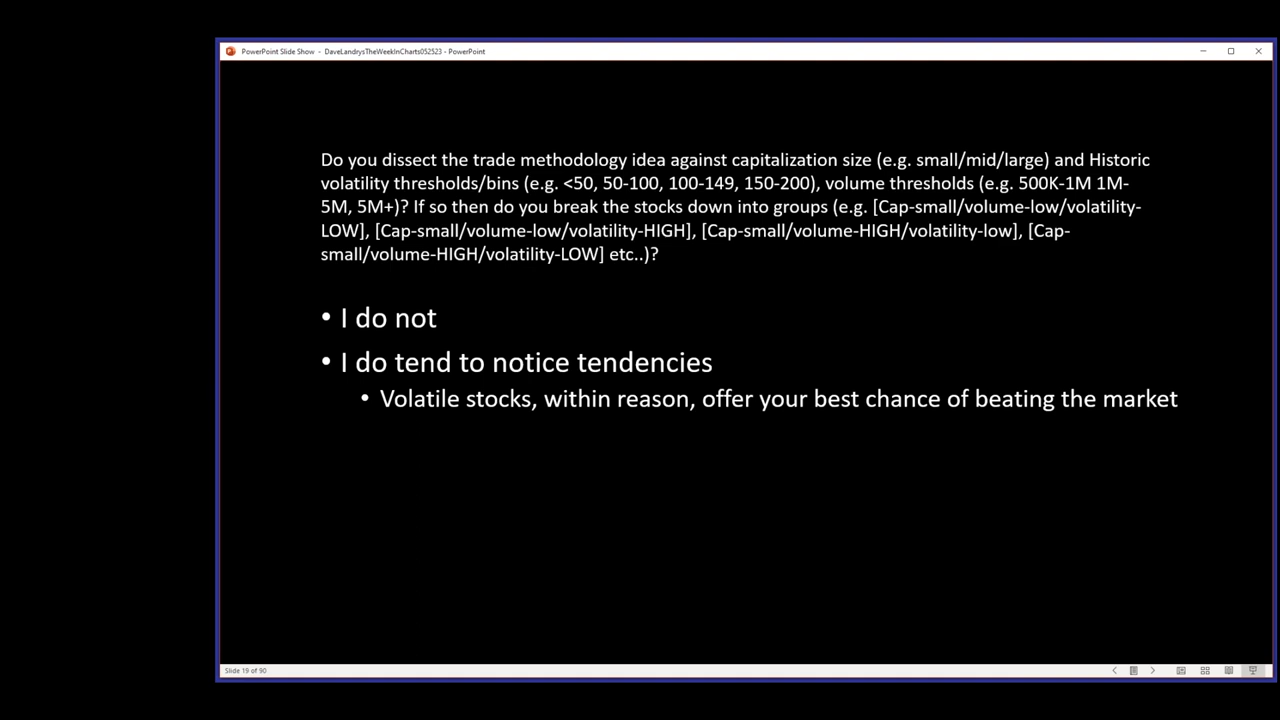 PowerPoint Slide Show - DaveLandrysTheWeekInCharts052523 - PowerPoint
Do you dissect the trade methodology idea against capitalization size (e.g. small/mid/large) and Historic
volatility thresholds/bins (e.g. <50, 50-100, 100-149, 150-200), volume thresholds (e.g. 500K-1M 1M-
5M, 5M+)? If so then do you break the stocks down into groups (e.g. [Cap-small/volume-low/volatility-
LOW], [Cap-small/volume-low/volatility-HIGH], [Cap-small/volume-HIGH/volatility-low], [Cap-
small/volume-HIGH/volatility-LOW] etc..)?
• I do not
• I do tend to notice tendencies
• Volatile stocks, within reason, offer your best chance of beating the market
Slide 19 of 90